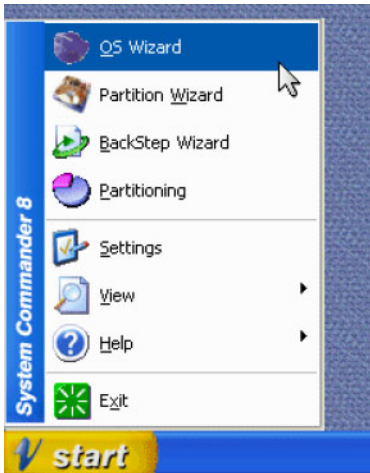 OS Wizard
Partition Wizard
BackStep Wizard
Partitioning
Settings
View
Help
Exit
System Commander 8
start